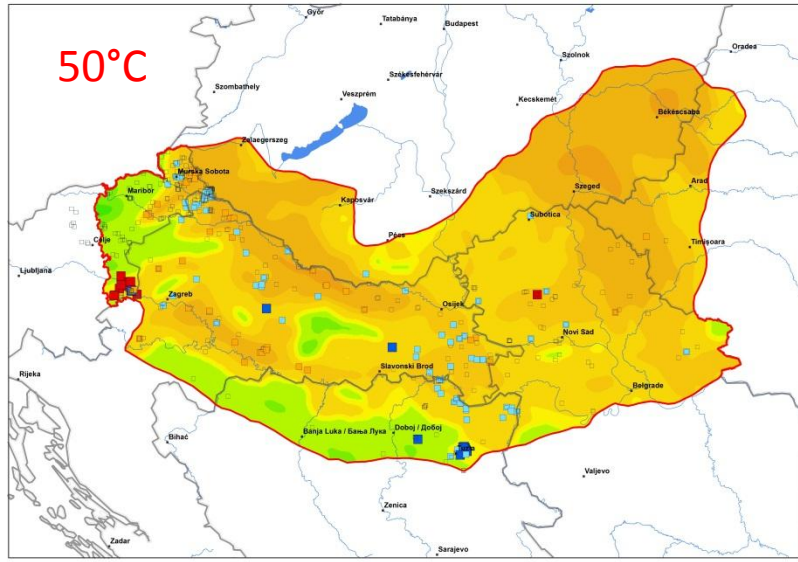 50°C
Győr
Tatabánya
Budapest
Oradea
Szolnok
Székesfehérvár
Szombathely
Veszprém
Kecskemét
Békéscsaba
Zalaegerszeg
Murska Sobota
Maribor
Kaposvár
Szekszárd
Szeged
Arad
Subotica
Celje
Pécs
Timisoara
Ljubljana
Zagreb
Osijek
Novi Sad
Rijeka
Slavonski Brod
Belgrade
Banja Luka / Бања Лука
Doboj / Добој
Bihać
Valjevo
Zenica
Zadar
Sarajevo